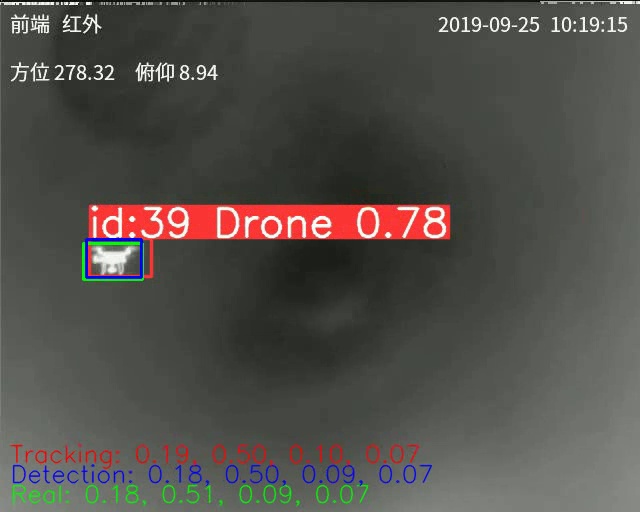 前端 红外 2019-09-25 10:19:15
方位 278.32 俯仰 8.94
id:39 Drone 0.78
Tracking: 0.19, 0.50, 0.10, 0.07
Detection: 0.18, 0.50, 0.09, 0.07
Real: 0.18, 0.51, 0.09, 0.07